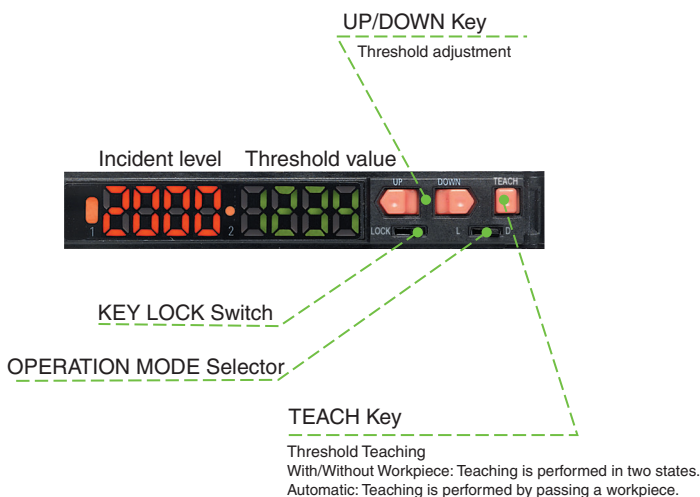 UP/DOWN Key
Threshold adjustment
Incident level Threshold value
UP DOWN TEACH
2000 1234
1 2 LOCK L D
KEY LOCK Switch
OPERATION MODE Selector
TEACH Key
Threshold Teaching
With/Without Workpiece: Teaching is performed in two states.
Automatic: Teaching is performed by passing a workpiece.